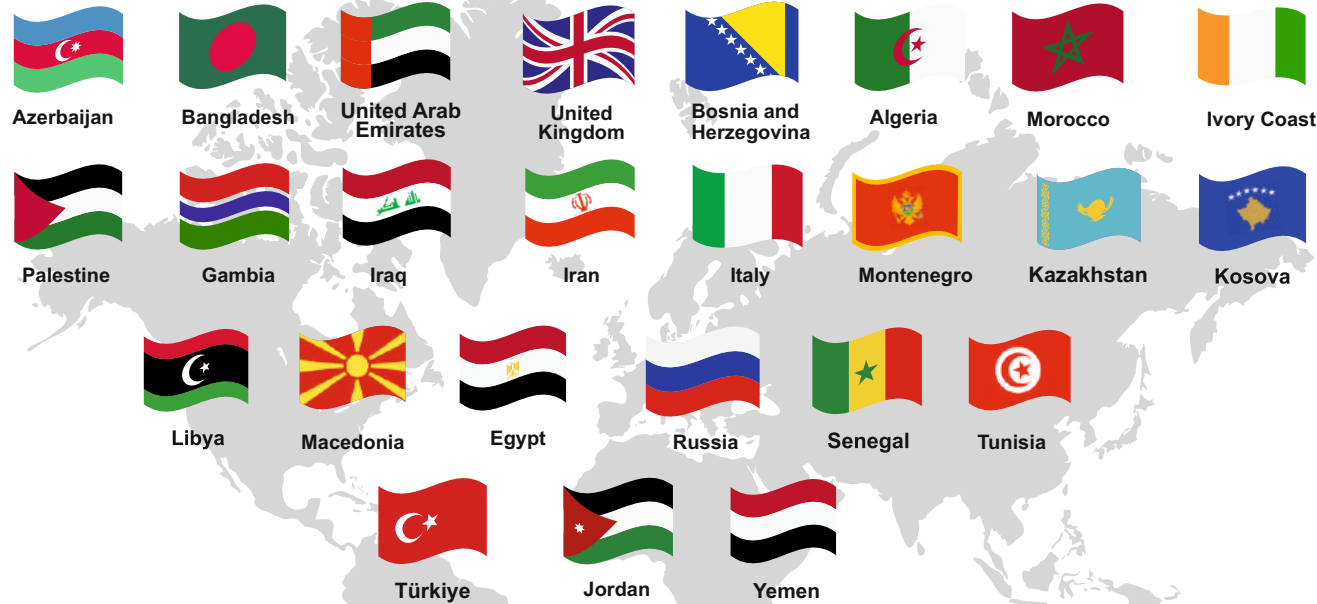 Azerbaijan
Bangladesh
United Arab
Emirates
United
Kingdom
Bosnia and
Herzegovina
Algeria
Morocco
Ivory Coast
Palestine
Gambia
Iraq
Iran
Italy
Montenegro
Kazakhstan
Kosova
Libya
Macedonia
Egypt
Russia
Senegal
Tunisia
Türkiye
Jordan
Yemen